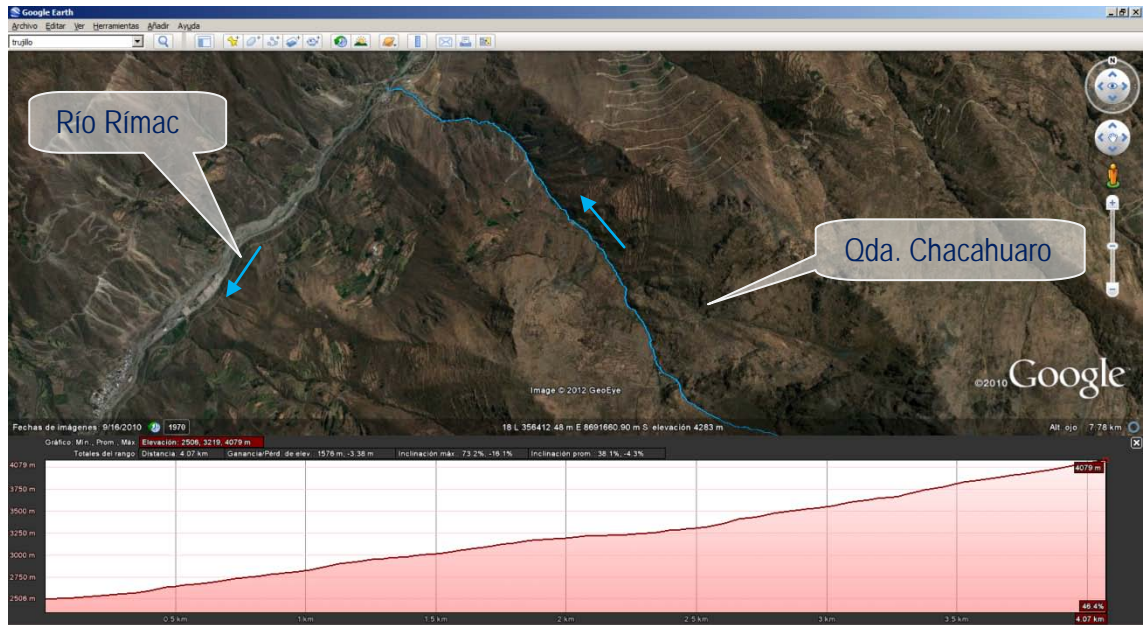 Google Earth
Archivo Editar Ver Herramientas Añadir Ayuda
trujillo
N
Río Rímac
Qda. Chacahuaro
Image © 2012 GeoEye
©2010 Google
Fechas de imágenes 9/16/2010 1970
18 L 356412.48 m E 8691660.90 m S elevación 4283 m
Alt. ojo 7.78 km
Gráfico: Mín., Prom., Máx. Elevación: 2506, 3219, 4079 m
Totales del rango: Distancia: 4.07 km Ganancia/Pérd. de elev.: 1576 m, -3.38 m Inclinación máx.: 73.2%, -16.1% Inclinación prom.: 38.1%, -4.3%
4079 m
4079 m
3750 m
3500 m
3250 m
3000 m
2750 m
2506 m
46.4%
0.5 km 1 km 1.5 km 2 km 2.5 km 3 km 3.5 km 4.07 km